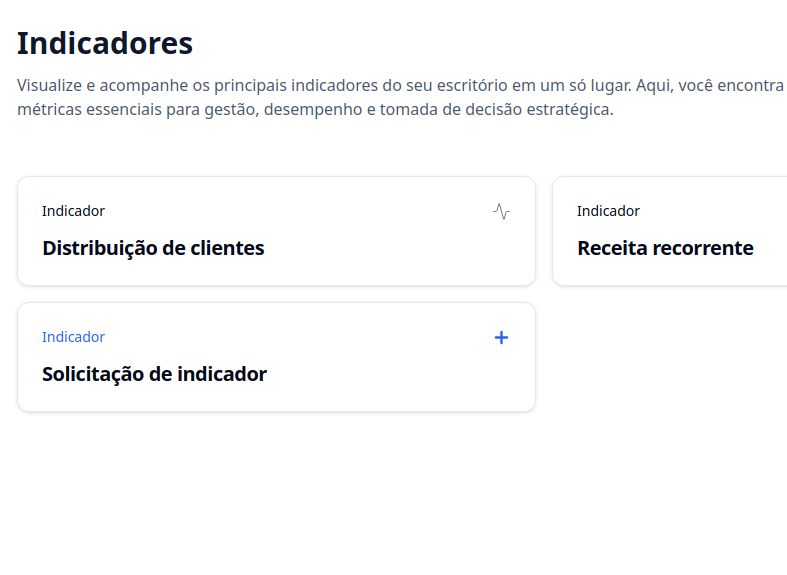 Indicadores
Visualize e acompanhe os principais indicadores do seu escritório em um só lugar. Aqui, você encontra
métricas essenciais para gestão, desempenho e tomada de decisão estratégica.
Indicador
Distribuição de clientes
Indicador
Receita recorrente
Indicador
Solicitação de indicador